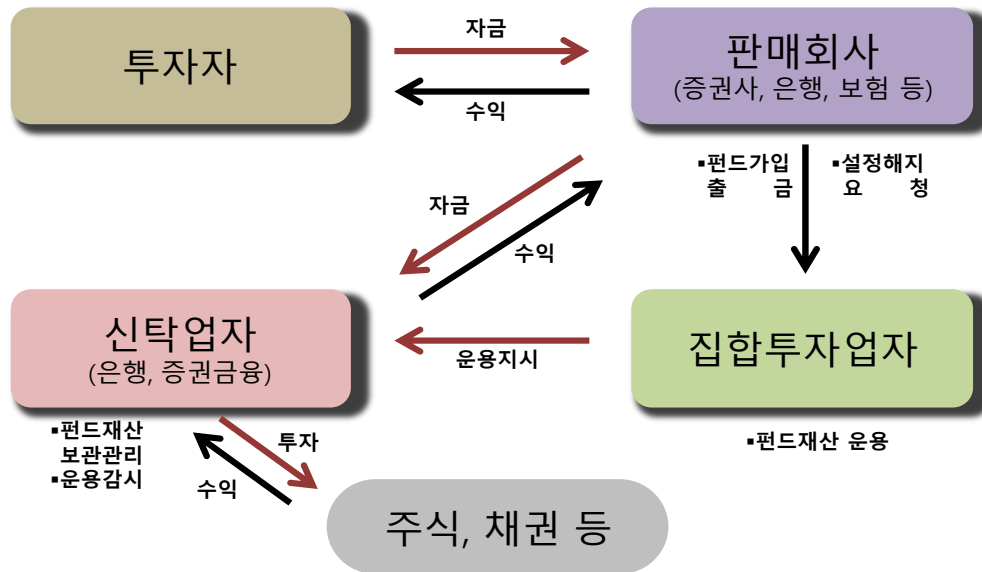 투자자
자금
수익
판매회사
(증권사, 은행, 보험 등)
▪펀드가입
출 금
▪설정해지
요 청
자금
수익
신탁업자
(은행, 증권금융)
운용지시
집합투자업자
▪펀드재산
보관관리
▪운용감시
투자
수익
▪펀드재산 운용
주식, 채권 등